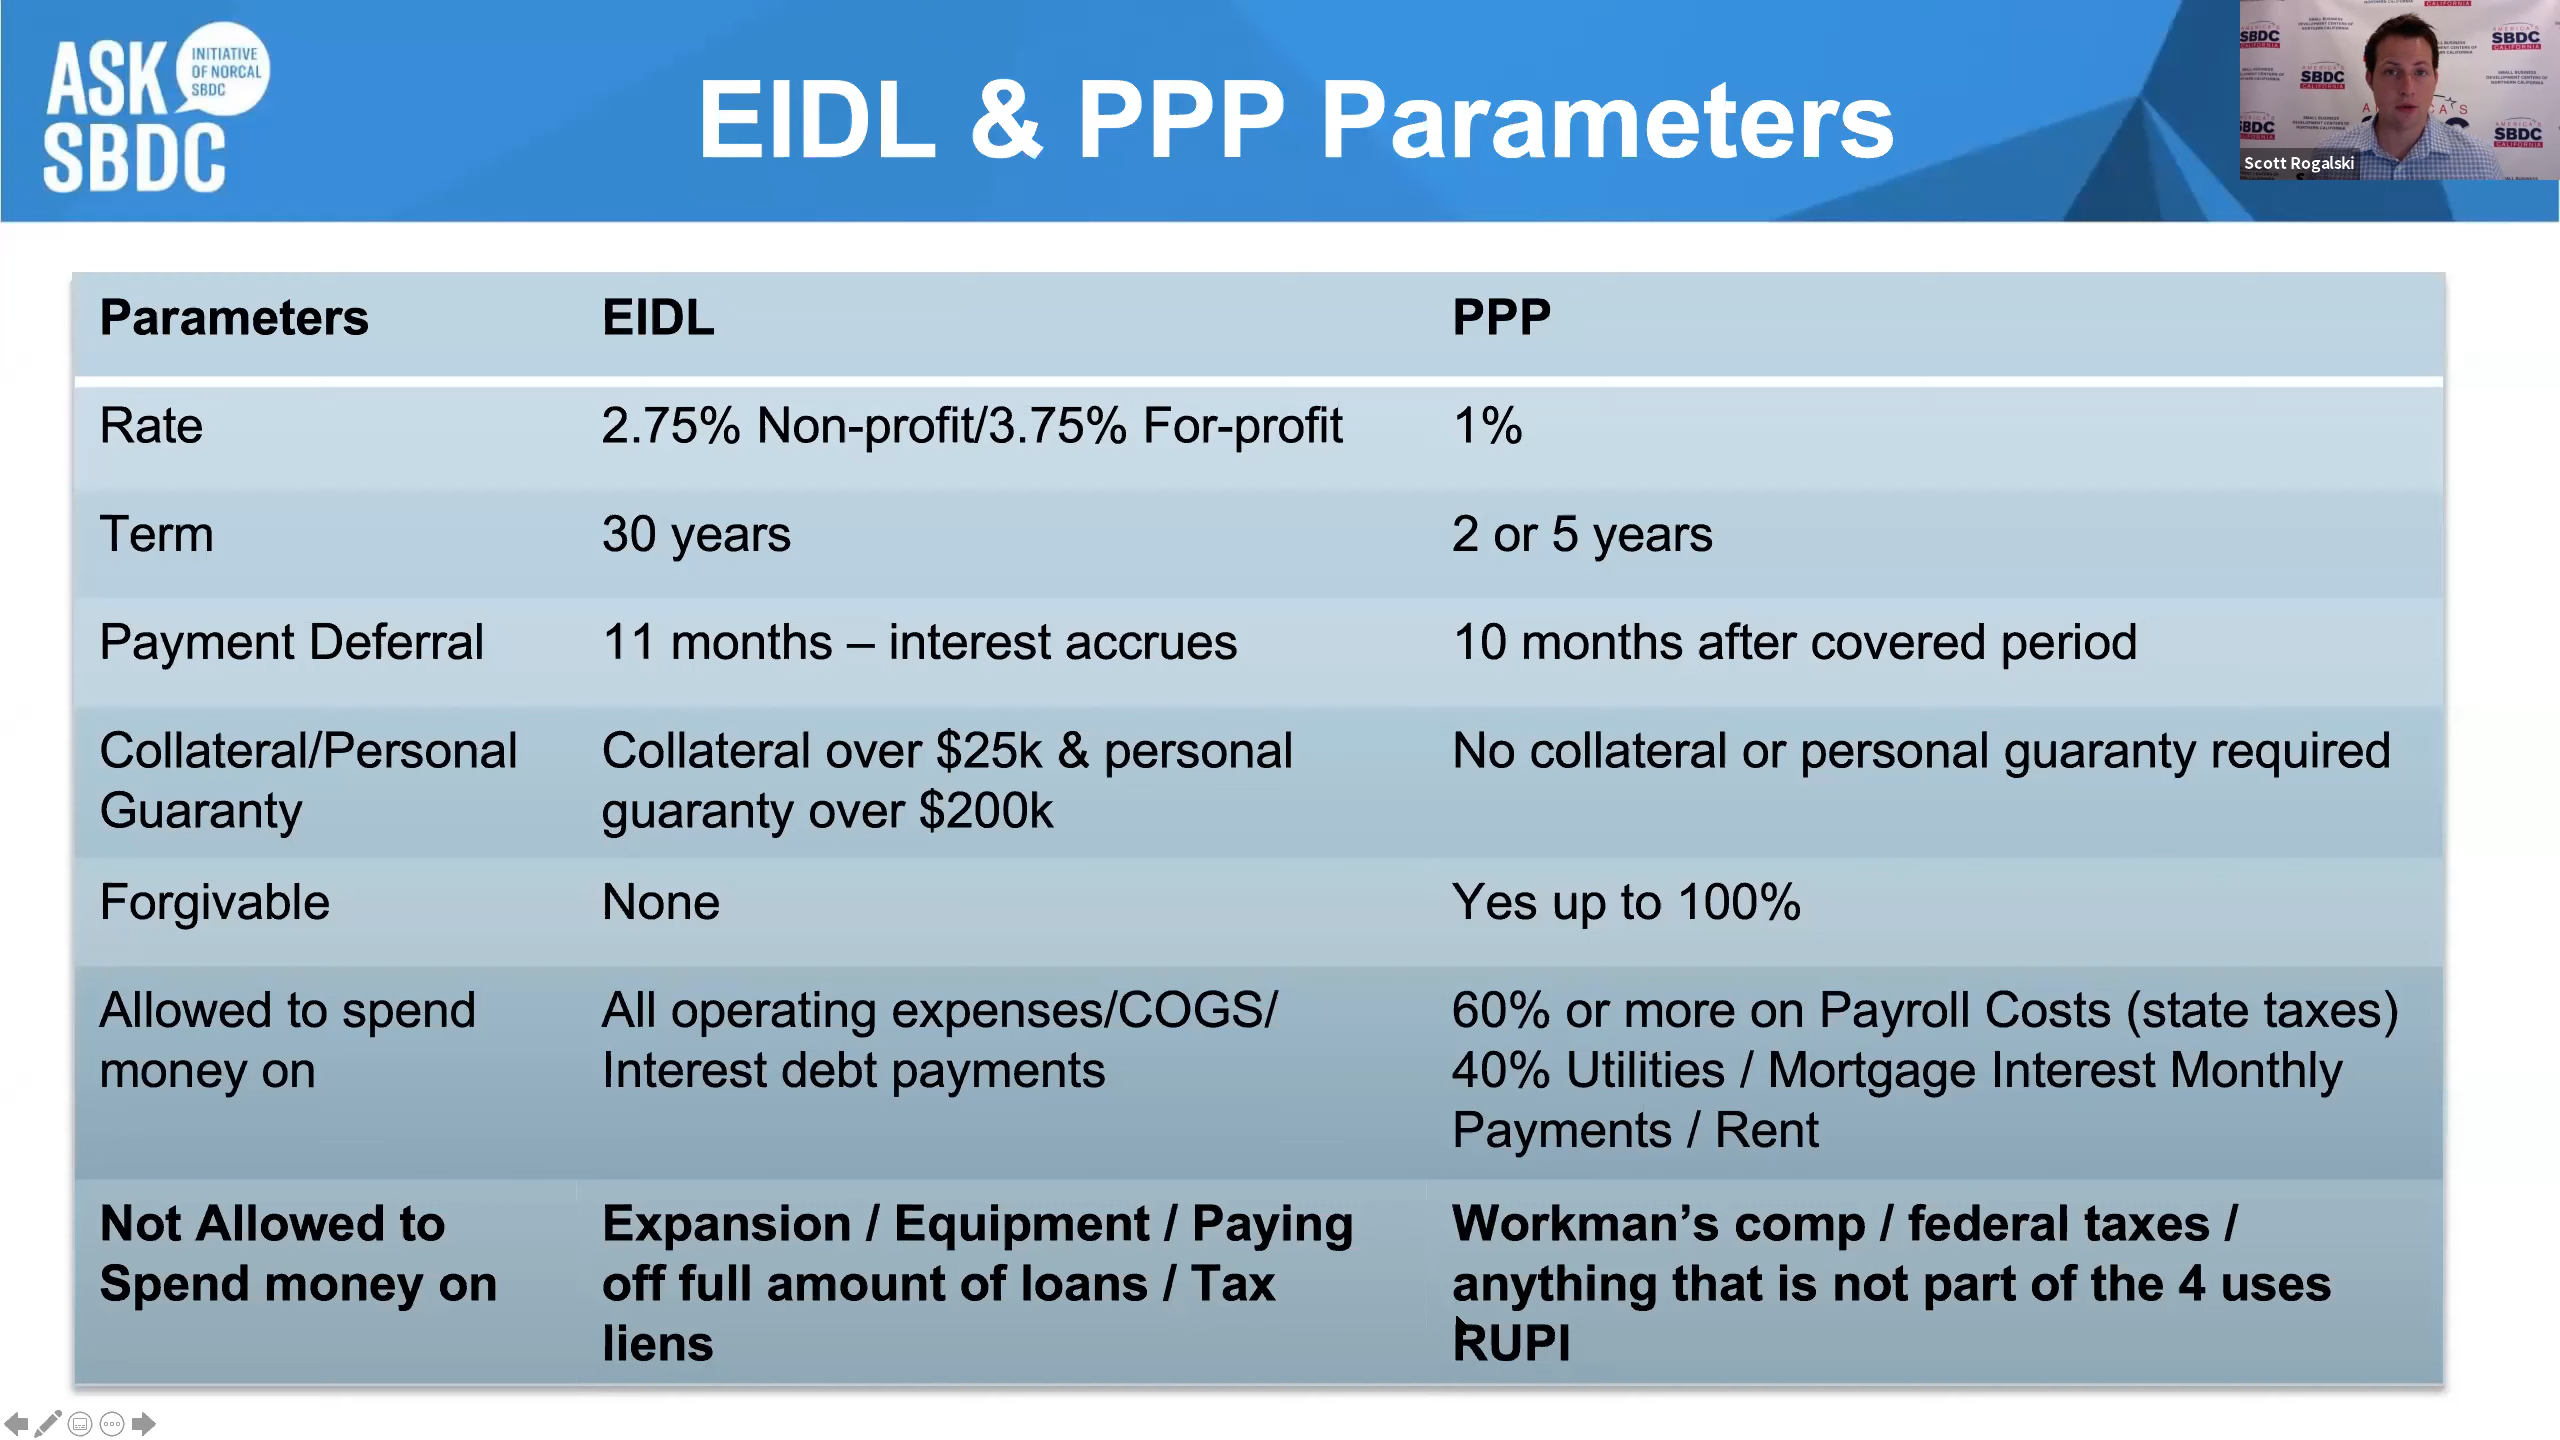 ASK
INITIATIVE
OF NORCAL
SBDC
SBDC
EIDL & PPP Parameters
SBDC
SBDC
SBDC
SBDC
SBDC
Scott Rogalski
Parameters EIDL PPP
Rate 2.75% Non-profit/3.75% For-profit 1%
Term 30 years 2 or 5 years
Payment Deferral 11 months – interest accrues 10 months after covered period
Collateral/Personal Collateral over $25k & personal No collateral or personal guaranty required
Guaranty guaranty over $200k
Forgivable None Yes up to 100%
Allowed to spend All operating expenses/COGS/ 60% or more on Payroll Costs (state taxes)
money on Interest debt payments 40% Utilities / Mortgage Interest Monthly
Payments / Rent
Not Allowed to Expansion / Equipment / Paying Workman’s comp / federal taxes /
Spend money on off full amount of loans / Tax anything that is not part of the 4 uses
liens RUPI